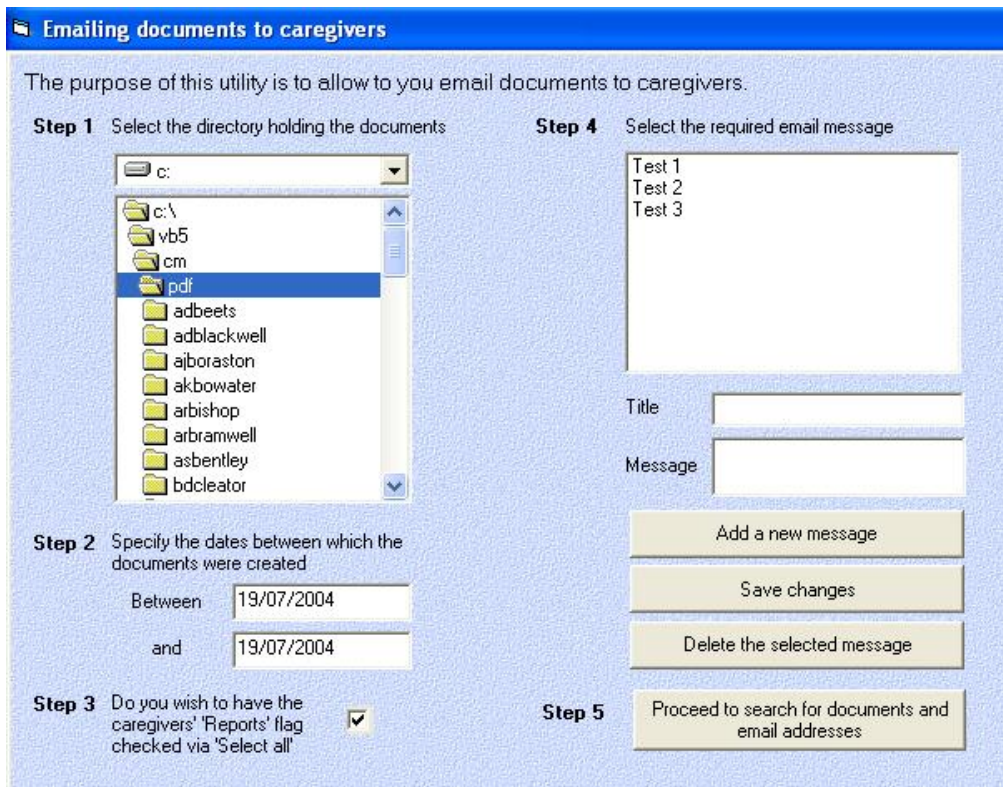 Emailing documents to caregivers
The purpose of this utility is to allow to you email documents to caregivers.
Step 1 Select the directory holding the documents
c:
c:\
vb5
cm
pdf
adbeets
adblackwell
ajboraston
akbowater
arbishop
arbramwell
asbentley
bdcleator
Step 2 Specify the dates between which the
documents were created
Between 19/07/2004
and 19/07/2004
Step 3 Do you wish to have the
caregivers' 'Reports' flag
checked via 'Select all'
Step 4 Select the required email message
Test 1
Test 2
Test 3
Title
Message
Add a new message
Save changes
Delete the selected message
Step 5 Proceed to search for documents and
email addresses